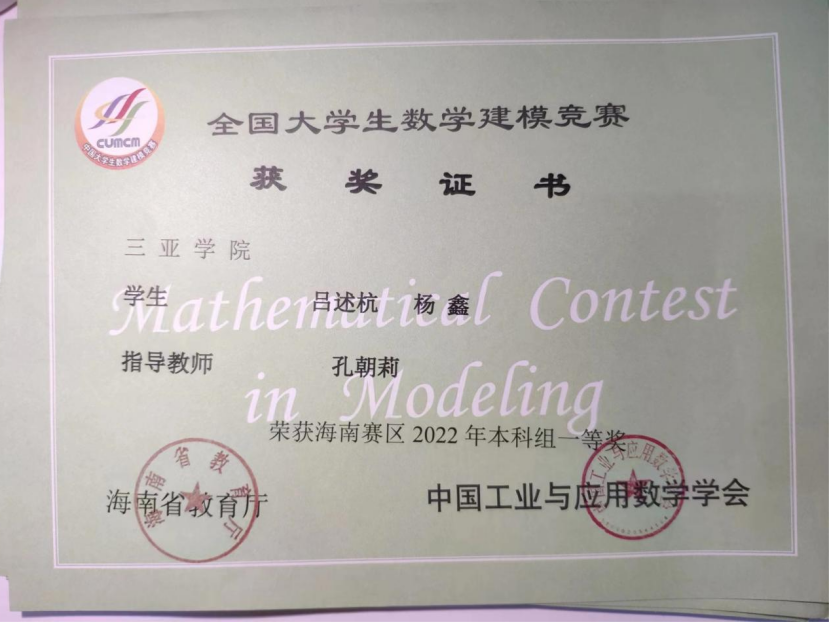 CUMCM
中国大学生数学建模竞赛
全国大学生数学建模竞赛
获奖证书
三亚学院
学生 吕述杭 杨鑫
指导教师 孔朝莉
Mathematical Contest
in Modeling
荣获海南赛区2022年本科组一等奖
海南省教育厅
中国工业与应用数学学会
海南省教育厅
中国工业与应用数学学会